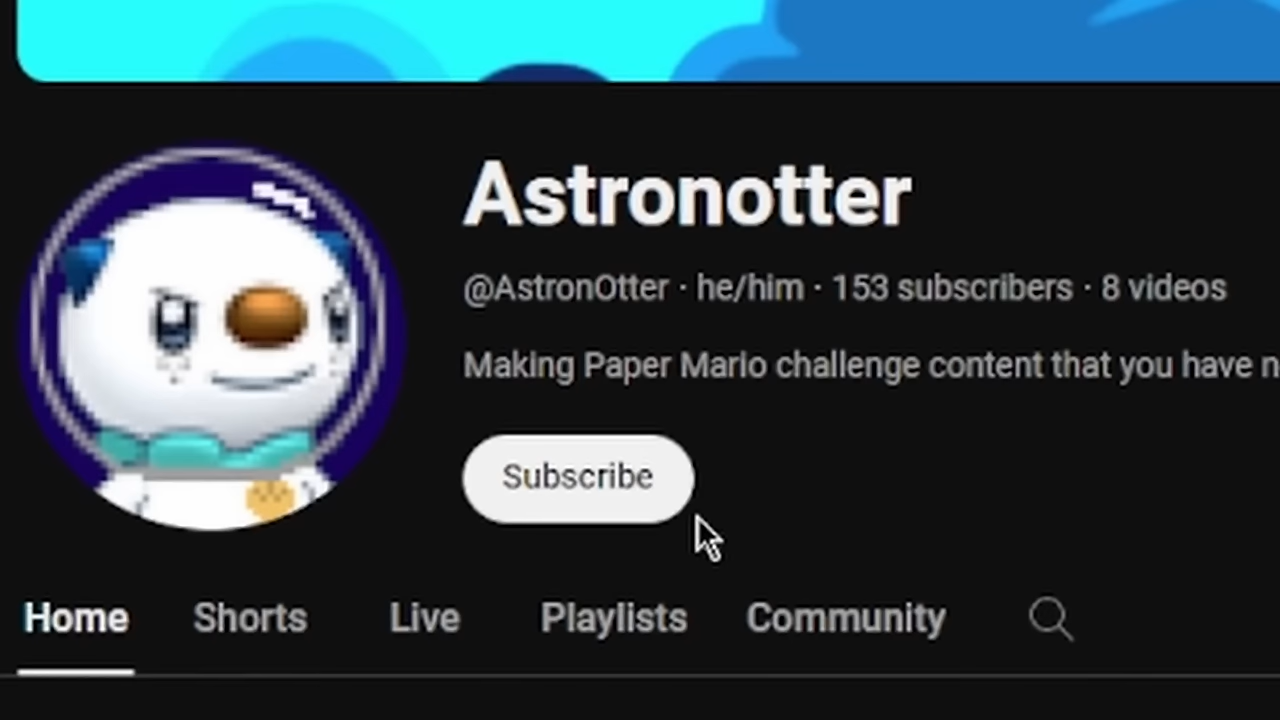 Astronotter
@AstronOtter · he/him · 153 subscribers · 8 videos
Making Paper Mario challenge content that you have n
Subscribe
Home Shorts Live Playlists Community